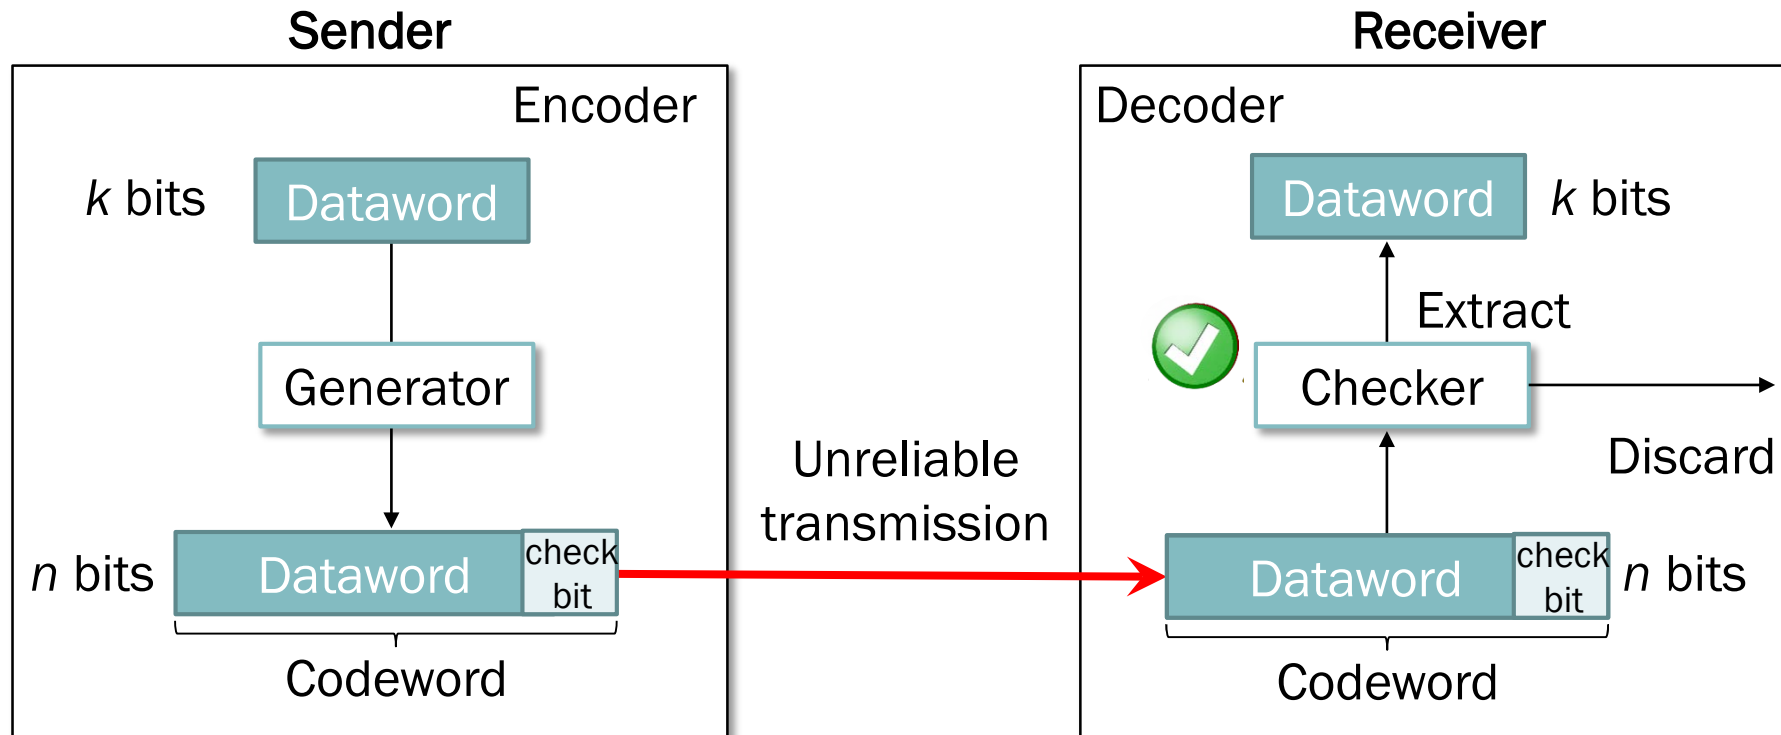 Sender
Receiver
Encoder
Decoder
k bits
Dataword
Dataword
k bits
Extract
Generator
Checker
Unreliable
transmission
Discard
n bits
Dataword
check
bit
Dataword
check
bit
n bits
Codeword
Codeword